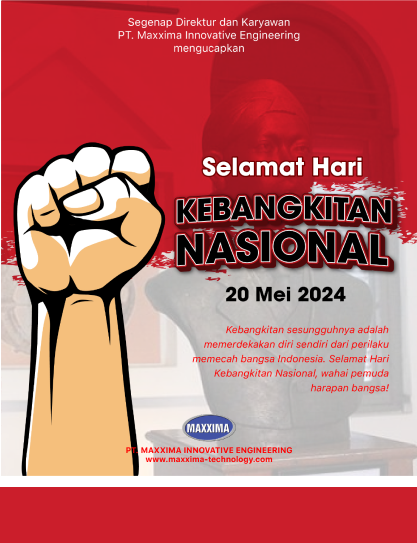 Segenap Direktur dan Karyawan
PT. Maxxima Innovative Engineering
mengucapkan
Selamat Hari
KEBANGKITAN
NASIONAL
20 Mei 2024
Kebangkitan sesungguhnya adalah
memerdekakan diri sendiri dari perilaku
memecah bangsa Indonesia. Selamat Hari
Kebangkitan Nasional, wahai pemuda
harapan bangsa!
MAXXIMA
PT. MAXXIMA INNOVATIVE ENGINEERING
www.maxxima-technology.com